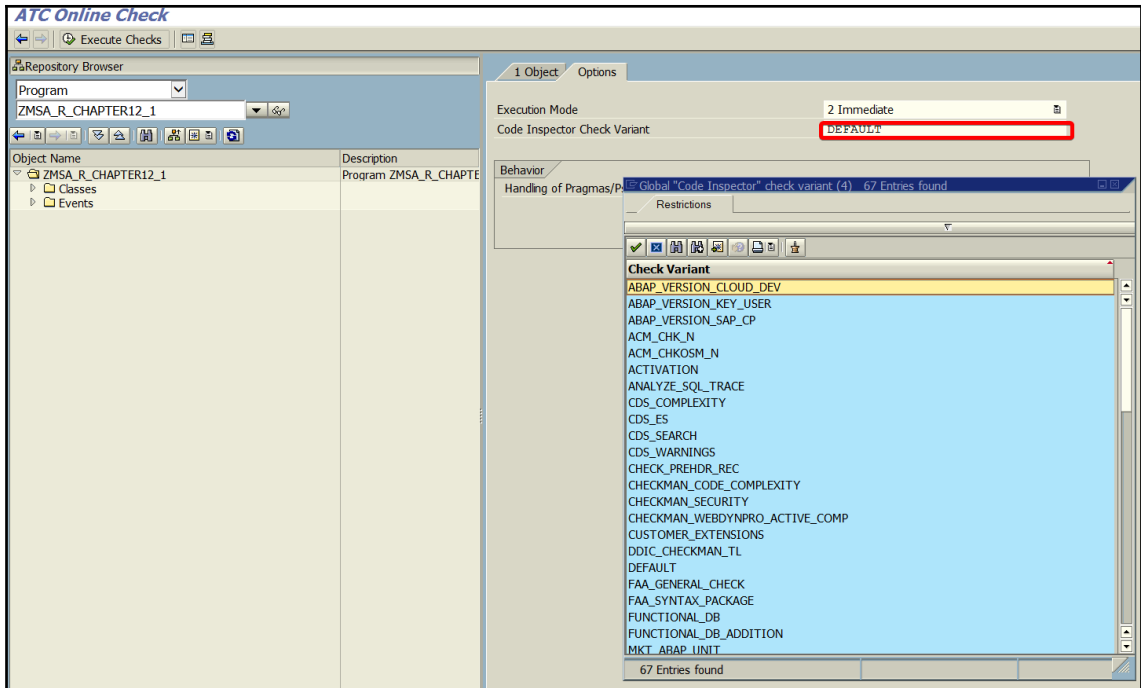 ATC Online Check
Execute Checks
Repository Browser
Program
ZMSA_R_CHAPTER12_1
Object Name Description
ZMSA_R_CHAPTER12_1 Program ZMSA_R_CHAPTE
Classes
Events
1 Object Options
Execution Mode 2 Immediate
Code Inspector Check Variant DEFAULT
Behavior
Handling of Pragmas/P
Global "Code Inspector" check variant (4) 67 Entries found
Restrictions
Check Variant
ABAP_VERSION_CLOUD_DEV
ABAP_VERSION_KEY_USER
ABAP_VERSION_SAP_CP
ACM_CHK_N
ACM_CHKOSM_N
ACTIVATION
ANALYZE_SQL_TRACE
CDS_COMPLEXITY
CDS_ES
CDS_SEARCH
CDS_WARNINGS
CHECK_PREHDR_REC
CHECKMAN_CODE_COMPLEXITY
CHECKMAN_SECURITY
CHECKMAN_WEBDYNPRO_ACTIVE_COMP
CUSTOMER_EXTENSIONS
DDIC_CHECKMAN_TL
DEFAULT
FAA_GENERAL_CHECK
FAA_SYNTAX_PACKAGE
FUNCTIONAL_DB
FUNCTIONAL_DB_ADDITION
MKT_ABAP_UNIT
67 Entries found